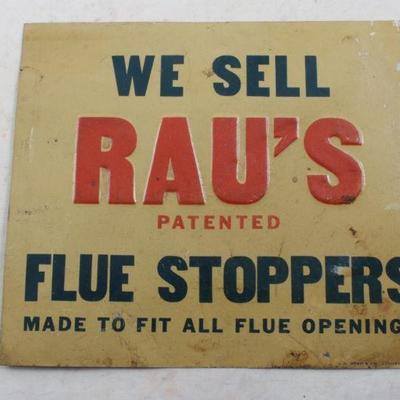 WE SELL
RAU'S
PATENTED
FLUE STOPPERS
MADE TO FIT ALL FLUE OPENING